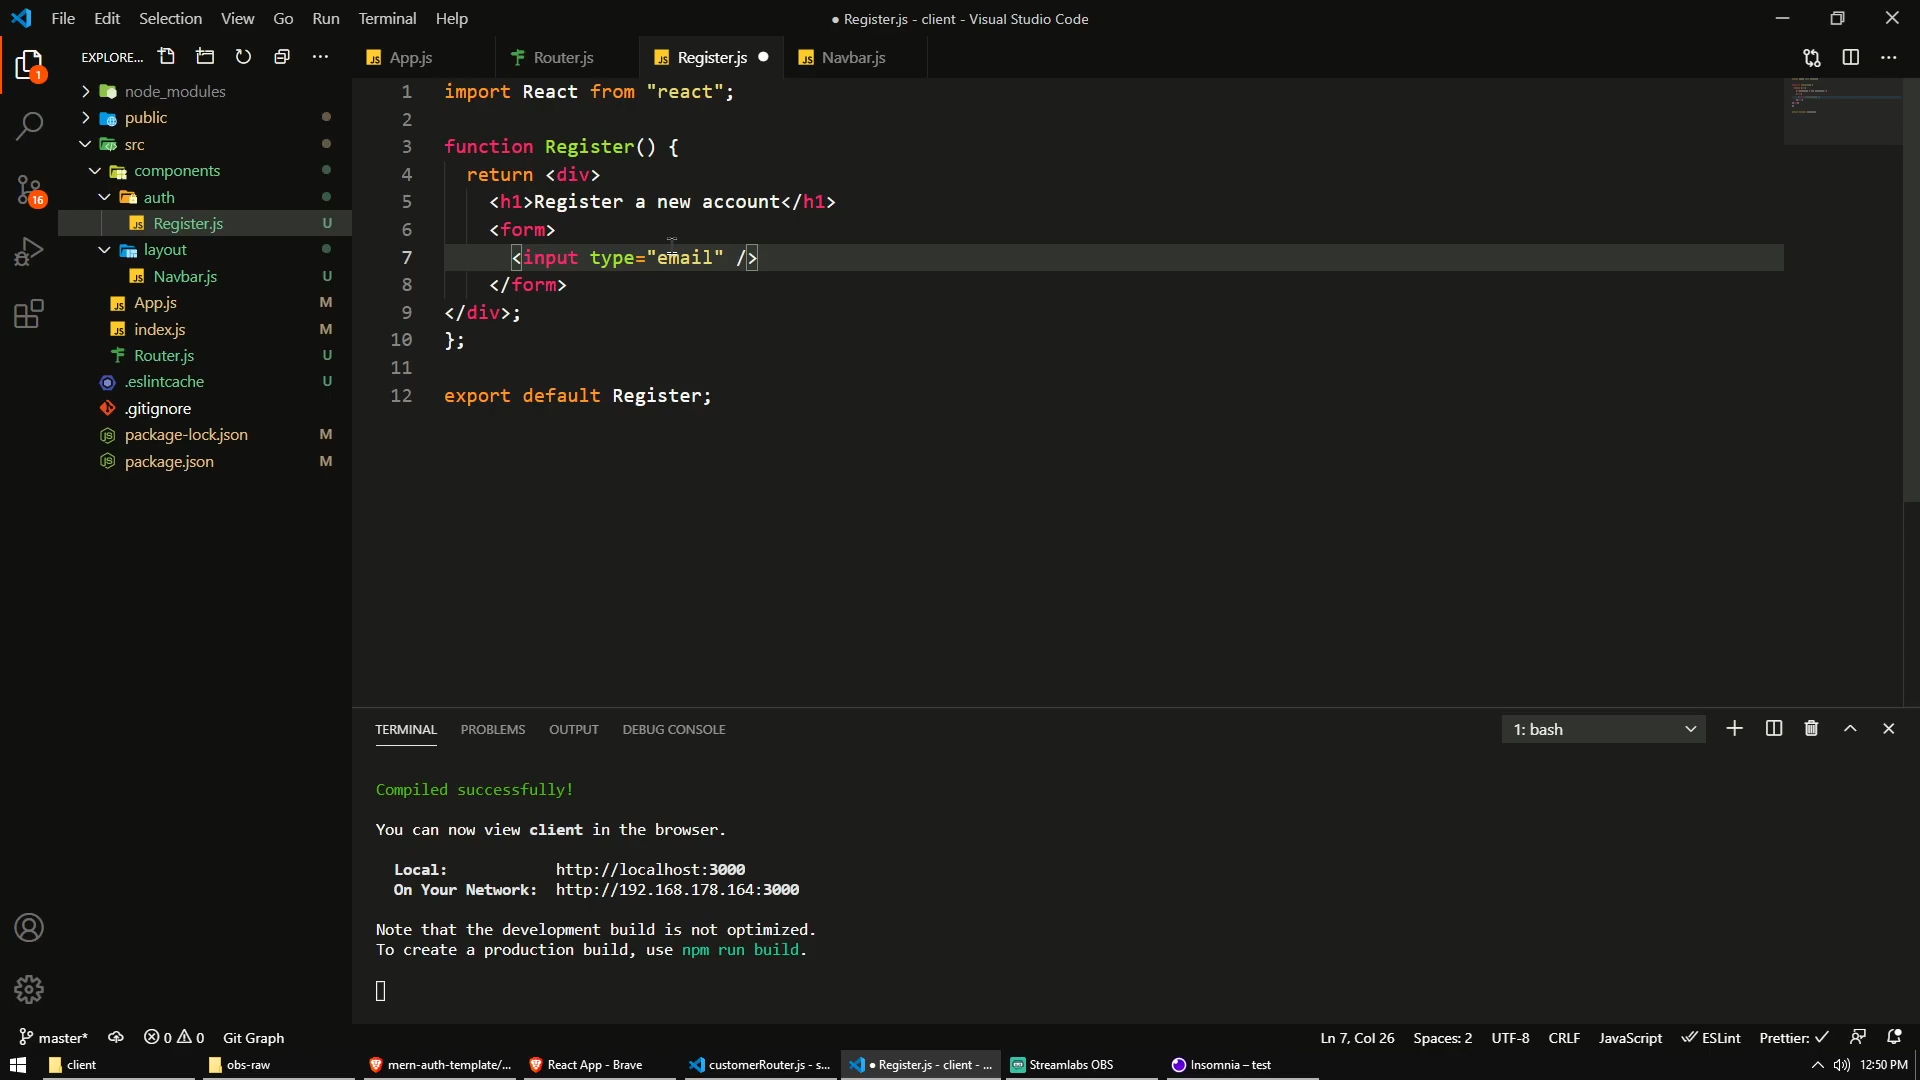 File Edit Selection View Go Run Terminal Help
● Register.js - client - Visual Studio Code
EXPLORE...
App.js
Router.js
Register.js
Navbar.js
1
node_modules
public
src
components
auth
Register.js U
layout
Navbar.js U
App.js M
index.js M
Router.js U
.eslintcache U
.gitignore
package-lock.json M
package.json M
16
1 import React from "react";
2
3 function Register() {
4 return <div>
5 <h1>Register a new account</h1>
6 <form>
7 <input type="email" />
8 </form>
9 </div>;
10 };
11
12 export default Register;
TERMINAL PROBLEMS OUTPUT DEBUG CONSOLE
1: bash
Compiled successfully!
You can now view client in the browser.
Local: http://localhost:3000
On Your Network: http://192.168.178.164:3000
Note that the development build is not optimized.
To create a production build, use npm run build.
master* 0 0 Git Graph
Ln 7, Col 26 Spaces: 2 UTF-8 CRLF JavaScript ESLint Prettier: ✓
client
obs-raw
mern-auth-template/...
React App - Brave
customerRouter.js - s...
● Register.js - client - ...
Streamlabs OBS
Insomnia – test
12:50 PM